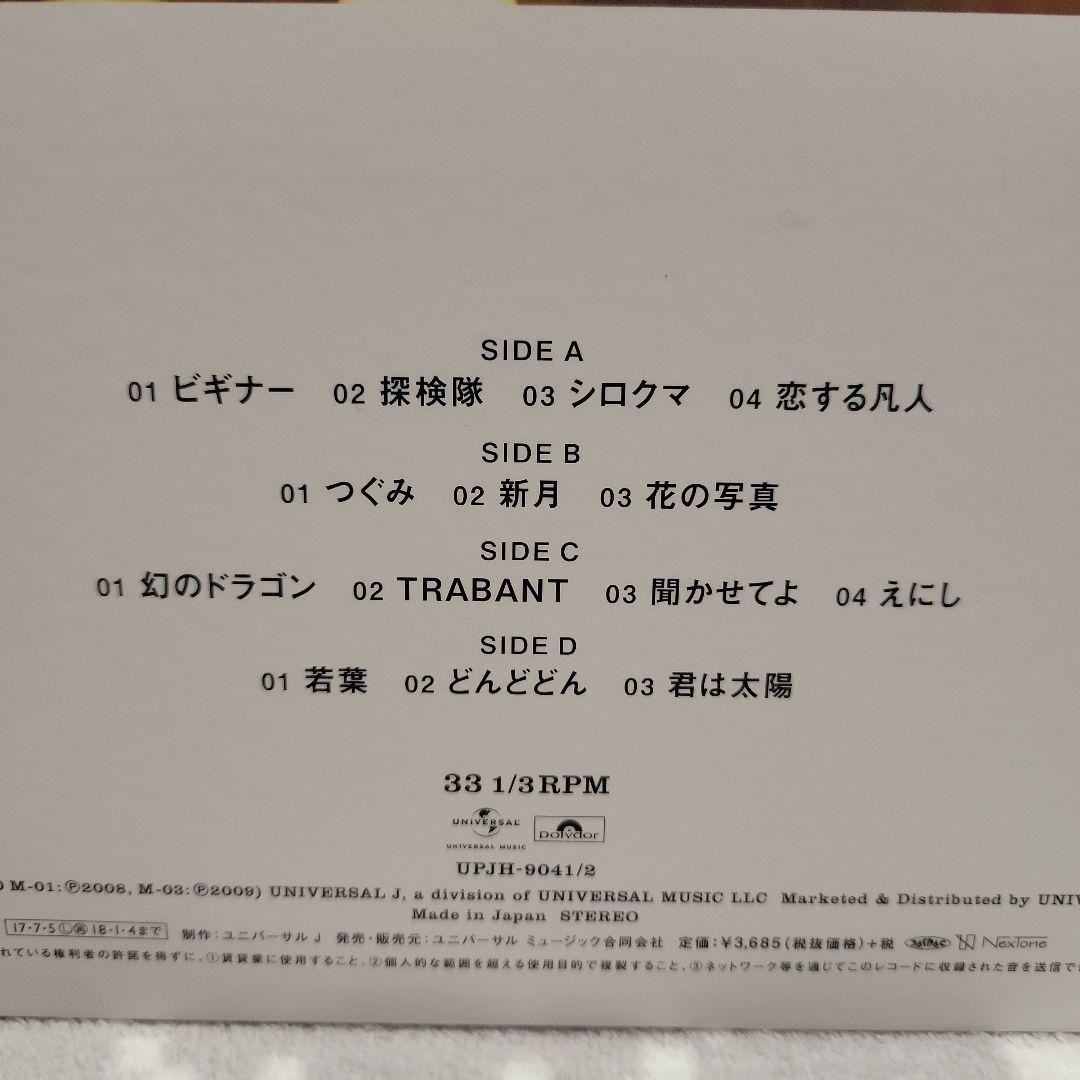 SIDE A
01 ビギナー 02 探検隊 03 シロクマ 04 恋する凡人
SIDE B
01 つぐみ 02 新月 03 花の写真
SIDE C
01 幻のドラゴン 02 TRABANT 03 聞かせてよ 04 えにし
SIDE D
01 若葉 02 どんどどん 03 君は太陽
33 1/3 RPM
UNIVERSAL polydor
UNIVERSAL MUSIC
UPJH-9041/2
M-01:℗2008, M-03:℗2009) UNIVERSAL J, a division of UNIVERSAL MUSIC LLC Marketed & Distributed by
Made in Japan STEREO
17・7・5 Ⓛ 18・1・4まで 制作:ユニバーサル J 発売・販売元:ユニバーサル ミュージック合同会社 定価:¥3,685(税抜価格)+税 NexTone
れている権利者の許諾を得ずに、①賃貸業に使用すること、②個人的な範囲を超える使用目的で複製すること、③ネットワーク等を通じてこのレコードに収録された音を送信で